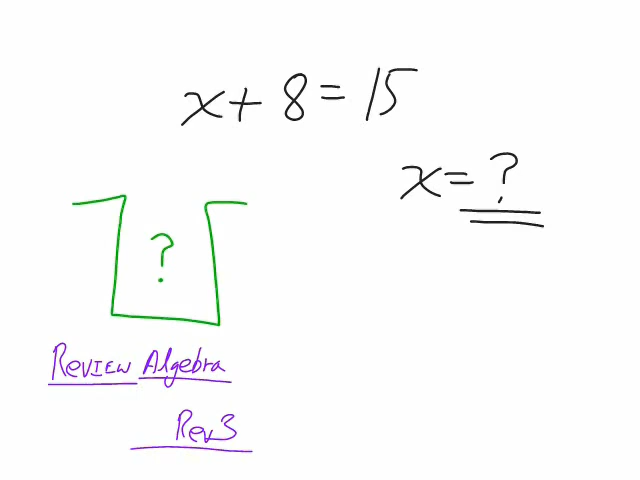 x + 8 = 15
x = ?
?
REVIEW Algebra
Rev3